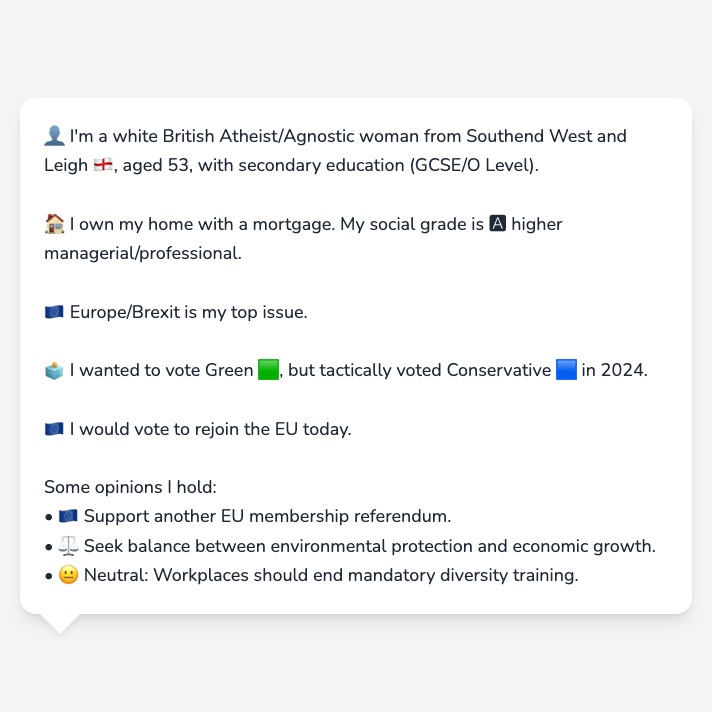 👤 I'm a white British Atheist/Agnostic woman from Southend West and
Leigh 🏴󠁧󠁢󠁥󠁮󠁧󠁿, aged 53, with secondary education (GCSE/O Level).
🏠 I own my home with a mortgage. My social grade is 🅰 higher
managerial/professional.
🇪🇺 Europe/Brexit is my top issue.
🗳️ I wanted to vote Green 🟩, but tactically voted Conservative 🟦 in 2024.
🇪🇺 I would vote to rejoin the EU today.
Some opinions I hold:
• 🇪🇺 Support another EU membership referendum.
• ⚖️ Seek balance between environmental protection and economic growth.
• 😐 Neutral: Workplaces should end mandatory diversity training.